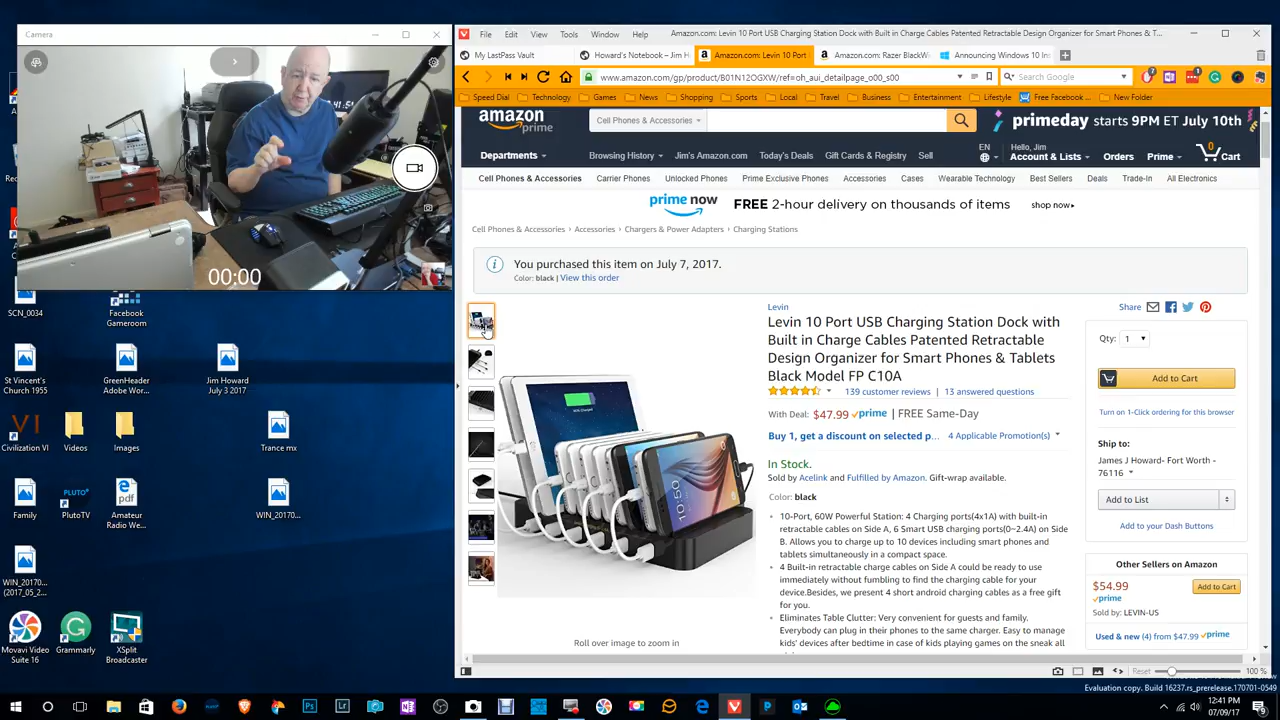 Camera
00:00
SCN_0034
Facebook Gameroom
St Vincent's Church 1955
GreenHeader Adobe Wor...
Jim Howard July 3 2017
Civilization VI
Videos
Images
Trance mx
Family
PlutoTV
Amateur Radio We...
WIN_20170...
WIN_20170... (2017_05_2...
Movavi Video Suite 16
Grammarly
XSplit Broadcaster
File Edit View Tools Window Help
Amazon.com: Levin 10 Port USB Charging Station Dock with Built in Charge Cables Patented Retractable Design Organizer for Smart Phones & T...
My LastPass Vault
Howard's Notebook – Jim H
Amazon.com: Levin 10 Port
Amazon.com: Razer BlackWi
Announcing Windows 10 Ins
www.amazon.com/gp/product/B01N12OGXW/ref=oh_aui_detailpage_o00_s00
Search Google
Speed Dial Technology Games News Shopping Sports Local Travel Business Entertainment Lifestyle Free Facebook ... New Folder
amazon prime
Cell Phones & Accessories
primeday starts 9PM ET July 10th
Departments
Browsing History Jim's Amazon.com Today's Deals Gift Cards & Registry Sell
EN
Hello, Jim
Account & Lists Orders Prime 0 Cart
Cell Phones & Accessories Carrier Phones Unlocked Phones Prime Exclusive Phones Accessories Cases Wearable Technology Best Sellers Deals Trade-In All Electronics
prime now FREE 2-hour delivery on thousands of items shop now▸
Cell Phones & Accessories › Accessories › Chargers & Power Adapters › Charging Stations
You purchased this item on July 7, 2017.
Color: black | View this order
Levin
Levin 10 Port USB Charging Station Dock with
Built in Charge Cables Patented Retractable
Design Organizer for Smart Phones & Tablets
Black Model FP C10A
139 customer reviews | 13 answered questions
With Deal: $47.99 prime | FREE Same-Day
Buy 1, get a discount on selected p... 4 Applicable Promotion(s)
In Stock.
Sold by Acelink and Fulfilled by Amazon. Gift-wrap available.
Color: black
• 10-Port, 60W Powerful Station: 4 Charging ports(4x1A) with built-in
retractable cables on Side A, 6 Smart USB charging ports(0~2.4A) on Side
B. Allows you to charge up to 10 devices including smart phones and
tablets simultaneously in a compact space.
• 4 Built-in retractable charge cables on Side A could be ready to use
immediately without fumbling to find the charging cable for your
device.Besides, we present 4 short android charging cables as a free gift
for you.
• Eliminates Table Clutter: Very convenient for guests and family.
Everybody can plug in their phones to the same charger. Easy to manage
kids' devices after bedtime in case of kids playing games on the sneak all
10:50
Roll over image to zoom in
Share
Qty: 1
Add to Cart
Turn on 1-Click ordering for this browser
Ship to:
James J Howard- Fort Worth -
76116
Add to List
Add to your Dash Buttons
Other Sellers on Amazon
$54.99 Add to Cart
prime
Sold by: LEVIN-US
Used & new (4) from $47.99 prime
Reset 100 %
Evaluation copy. Build 16237.rs_prerelease.170701-0549
12:41 PM
07/09/17